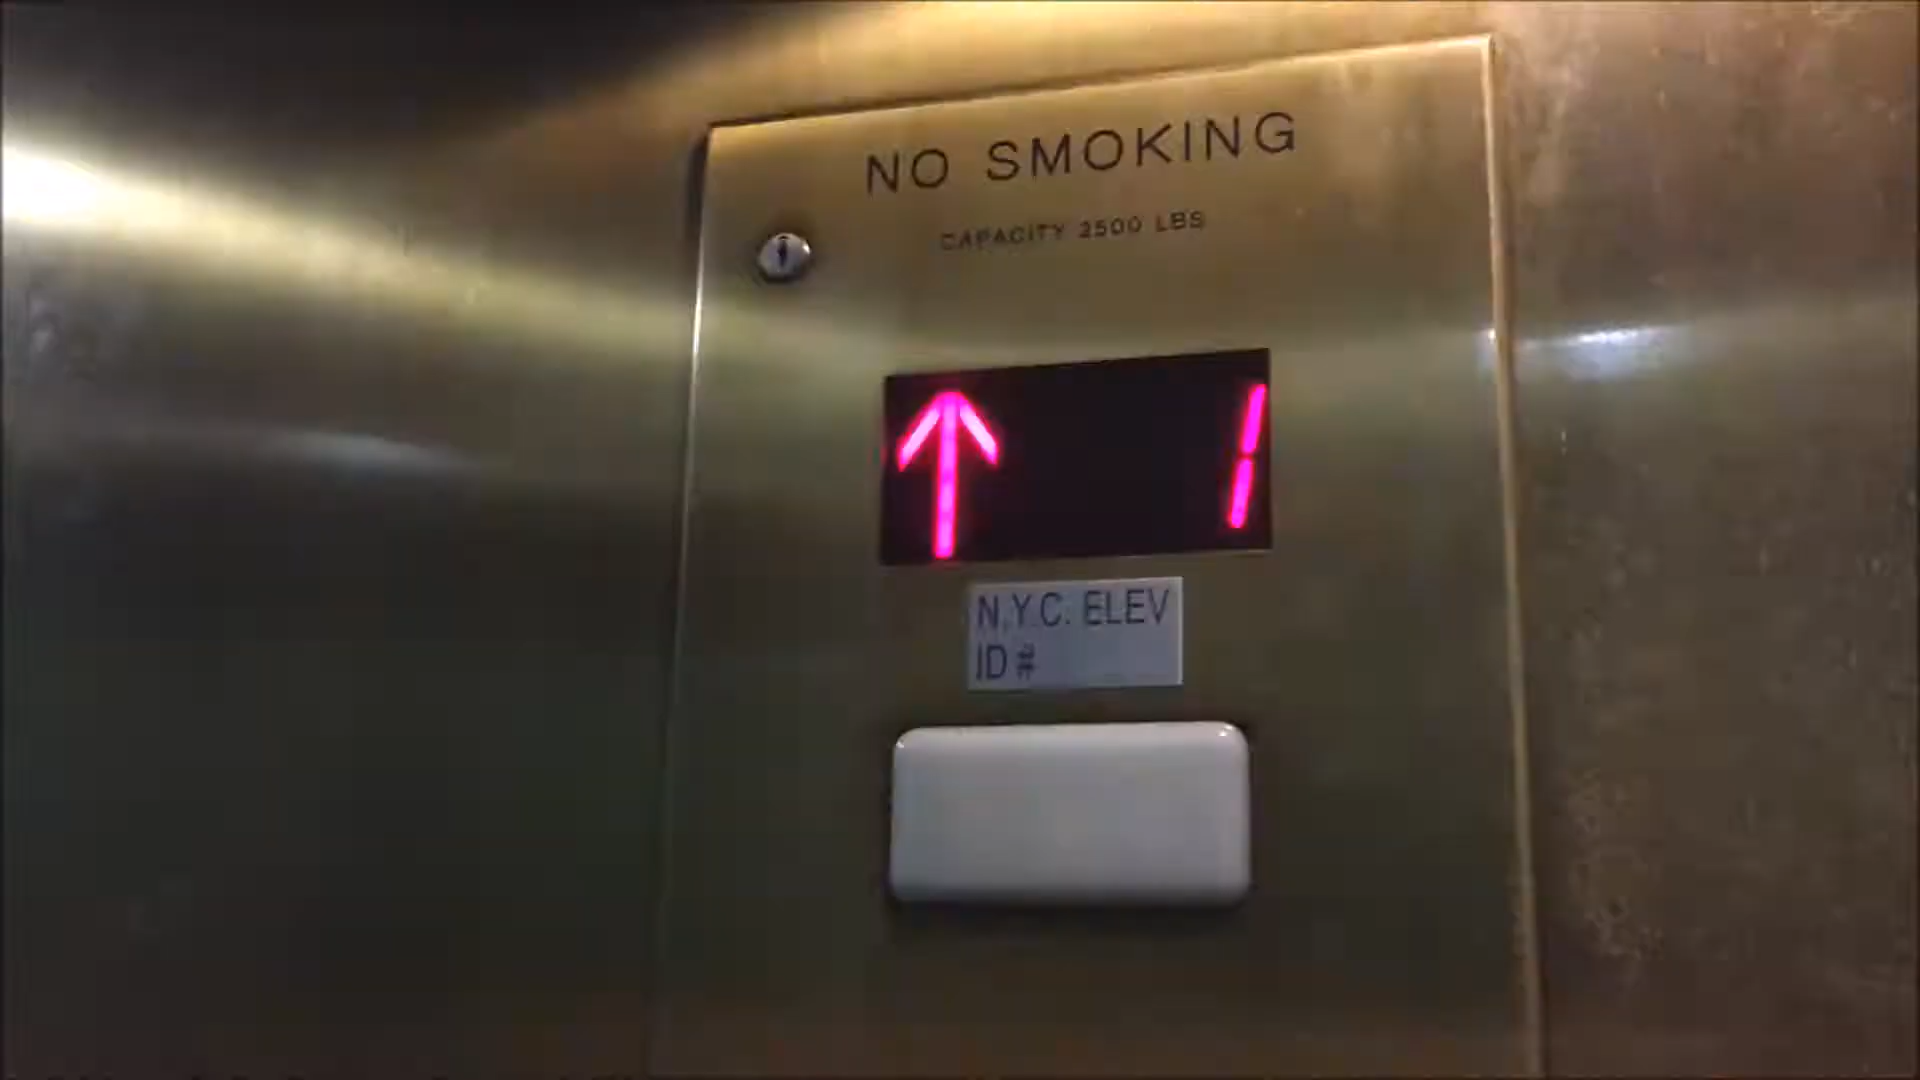 NO SMOKING
CAPACITY 2500 LBS
1
N.Y.C. ELEV
ID #